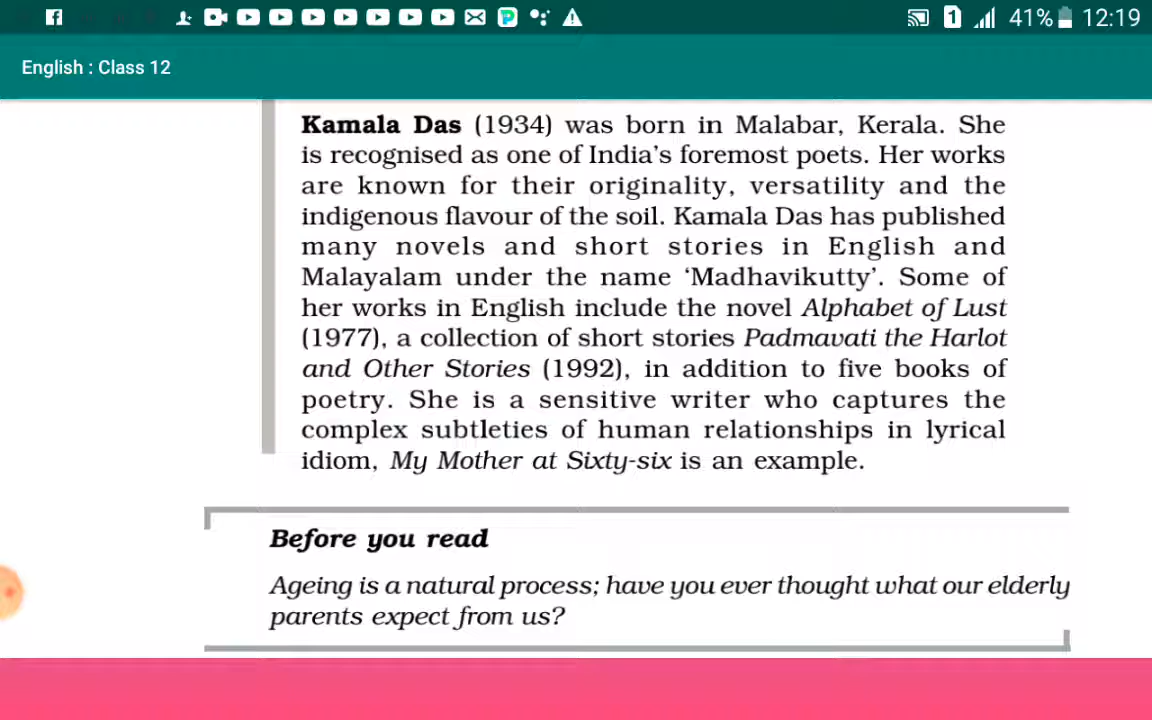 1 41% 12:19
English : Class 12
Kamala Das (1934) was born in Malabar, Kerala. She
is recognised as one of India's foremost poets. Her works
are known for their originality, versatility and the
indigenous flavour of the soil. Kamala Das has published
many novels and short stories in English and
Malayalam under the name ‘Madhavikutty’. Some of
her works in English include the novel Alphabet of Lust
(1977), a collection of short stories Padmavati the Harlot
and Other Stories (1992), in addition to five books of
poetry. She is a sensitive writer who captures the
complex subtleties of human relationships in lyrical
idiom, My Mother at Sixty-six is an example.
Before you read
Ageing is a natural process; have you ever thought what our elderly
parents expect from us?